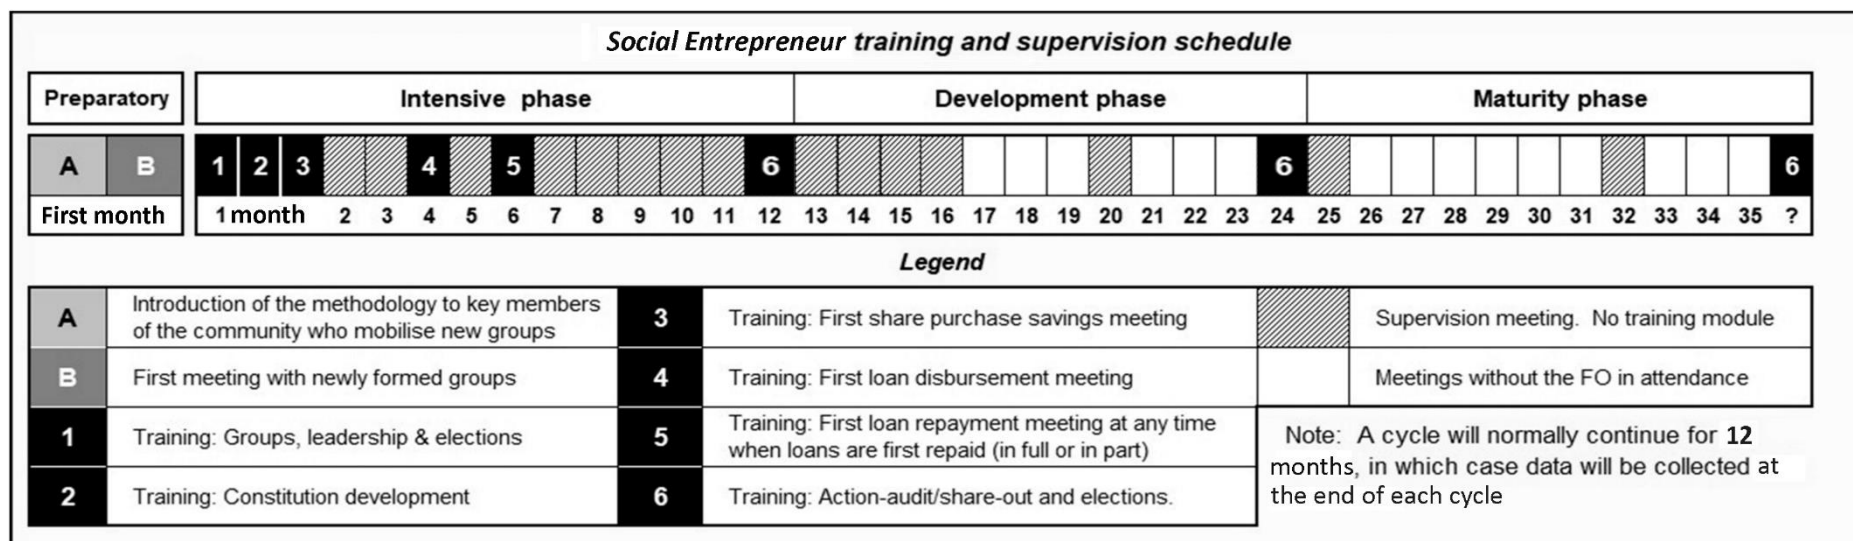 Social Entrepreneur training and supervision schedule
Preparatory
Intensive phase
Development phase
Maturity phase
A B 1 2 3 4 5 6 6 6
First month
1 month 2 3 4 5 6 7 8 9 10 11 12 13 14 15 16 17 18 19 20 21 22 23 24 25 26 27 28 29 30 31 32 33 34 35 ?
Legend
A
Introduction of the methodology to key members
of the community who mobilise new groups
B
First meeting with newly formed groups
1
Training: Groups, leadership & elections
2
Training: Constitution development
3
Training: First share purchase savings meeting
4
Training: First loan disbursement meeting
5
Training: First loan repayment meeting at any time
when loans are first repaid (in full or in part)
6
Training: Action-audit/share-out and elections.
Supervision meeting. No training module
Meetings without the FO in attendance
Note: A cycle will normally continue for 12
months, in which case data will be collected at
the end of each cycle